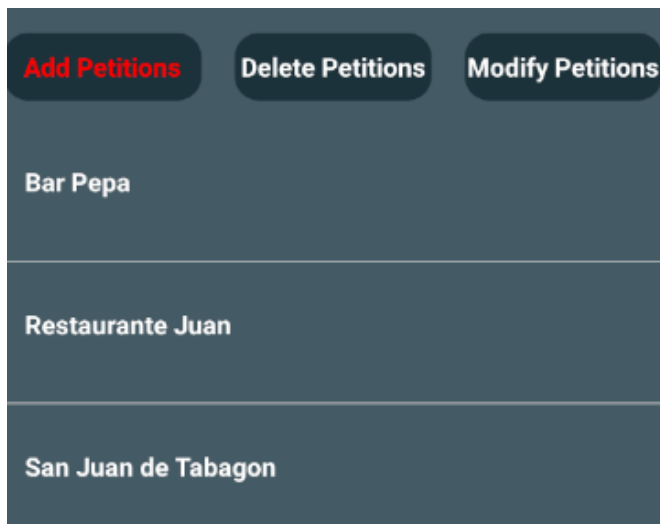 Add Petitions Delete Petitions Modify Petitions
Bar Pepa
Restaurante Juan
San Juan de Tabagon